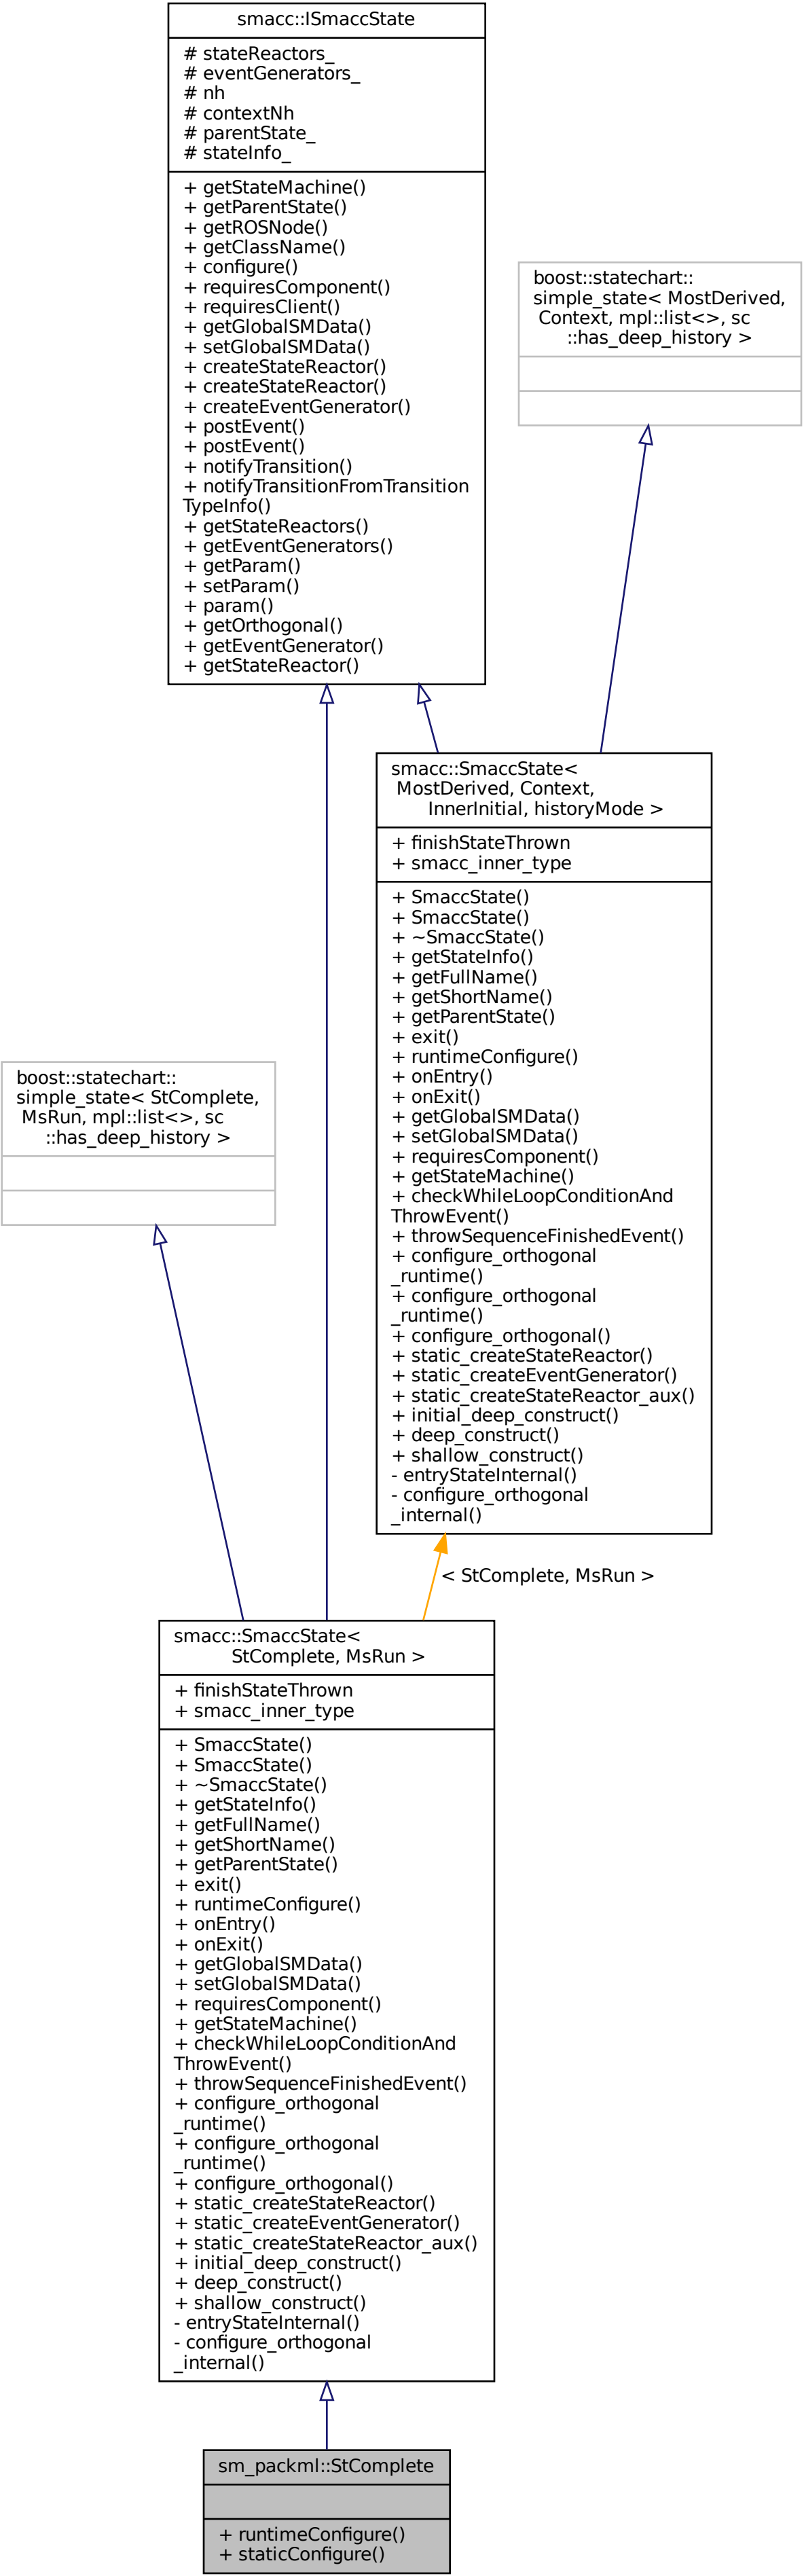 smacc::ISmaccState
# stateReactors_
# eventGenerators_
# nh
# contextNh
# parentState_
# stateInfo_
+ getStateMachine()
+ getParentState()
+ getROSNode()
+ getClassName()
+ configure()
+ requiresComponent()
+ requiresClient()
+ getGlobalSMData()
+ setGlobalSMData()
+ createStateReactor()
+ createStateReactor()
+ createEventGenerator()
+ postEvent()
+ postEvent()
+ notifyTransition()
+ notifyTransitionFromTransition
TypeInfo()
+ getStateReactors()
+ getEventGenerators()
+ getParam()
+ setParam()
+ param()
+ getOrthogonal()
+ getEventGenerator()
+ getStateReactor()
boost::statechart::
simple_state< MostDerived,
Context, mpl::list<>, sc
::has_deep_history >
smacc::SmaccState<
MostDerived, Context,
InnerInitial, historyMode >
+ finishStateThrown
+ smacc_inner_type
+ SmaccState()
+ SmaccState()
+ ~SmaccState()
+ getStateInfo()
+ getFullName()
+ getShortName()
+ getParentState()
+ exit()
+ runtimeConfigure()
+ onEntry()
+ onExit()
+ getGlobalSMData()
+ setGlobalSMData()
+ requiresComponent()
+ getStateMachine()
+ checkWhileLoopConditionAnd
ThrowEvent()
+ throwSequenceFinishedEvent()
+ configure_orthogonal
_runtime()
+ configure_orthogonal
_runtime()
+ configure_orthogonal()
+ static_createStateReactor()
+ static_createEventGenerator()
+ static_createStateReactor_aux()
+ initial_deep_construct()
+ deep_construct()
+ shallow_construct()
- entryStateInternal()
- configure_orthogonal
_internal()
boost::statechart::
simple_state< StComplete,
MsRun, mpl::list<>, sc
::has_deep_history >
< StComplete, MsRun >
smacc::SmaccState<
StComplete, MsRun >
+ finishStateThrown
+ smacc_inner_type
+ SmaccState()
+ SmaccState()
+ ~SmaccState()
+ getStateInfo()
+ getFullName()
+ getShortName()
+ getParentState()
+ exit()
+ runtimeConfigure()
+ onEntry()
+ onExit()
+ getGlobalSMData()
+ setGlobalSMData()
+ requiresComponent()
+ getStateMachine()
+ checkWhileLoopConditionAnd
ThrowEvent()
+ throwSequenceFinishedEvent()
+ configure_orthogonal
_runtime()
+ configure_orthogonal
_runtime()
+ configure_orthogonal()
+ static_createStateReactor()
+ static_createEventGenerator()
+ static_createStateReactor_aux()
+ initial_deep_construct()
+ deep_construct()
+ shallow_construct()
- entryStateInternal()
- configure_orthogonal
_internal()
sm_packml::StComplete
+ runtimeConfigure()
+ staticConfigure()